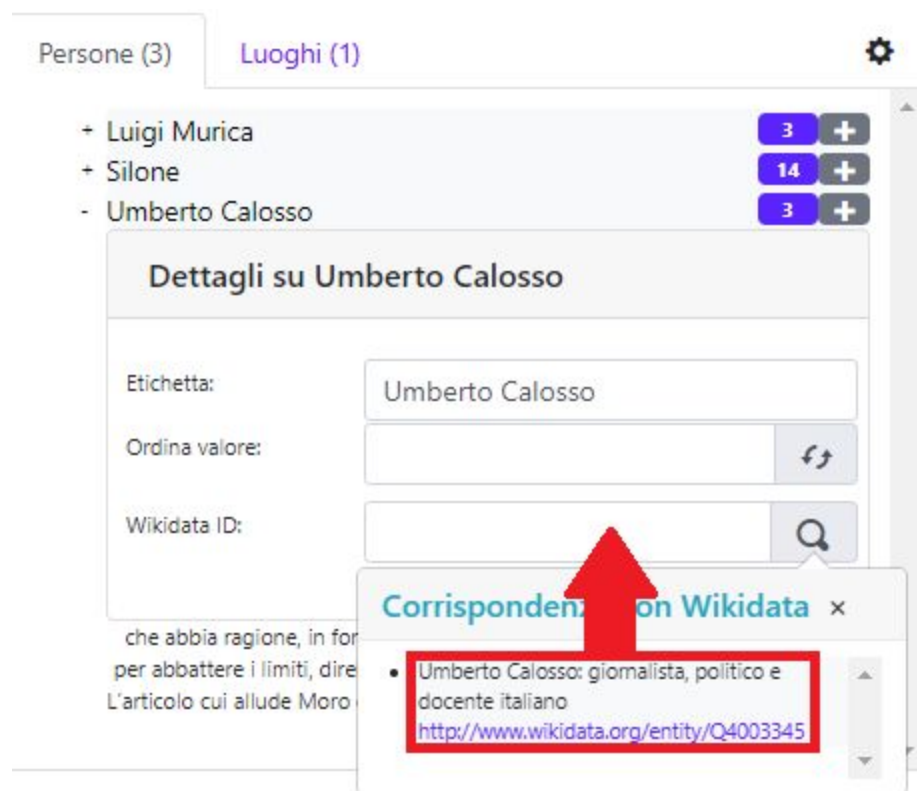 Persone (3) Luoghi (1)
+ Luigi Murica 3 +
+ Silone 14 +
- Umberto Calosso 3 +
Dettagli su Umberto Calosso
Etichetta: Umberto Calosso
Ordina valore:
Wikidata ID:
Corrispondenz on Wikidata ×
che abbia ragione, in for
per abbattere i limiti, dire
L'articolo cui allude Moro
• Umberto Calosso: giornalista, politico e
docente italiano
http://www.wikidata.org/entity/Q4003345